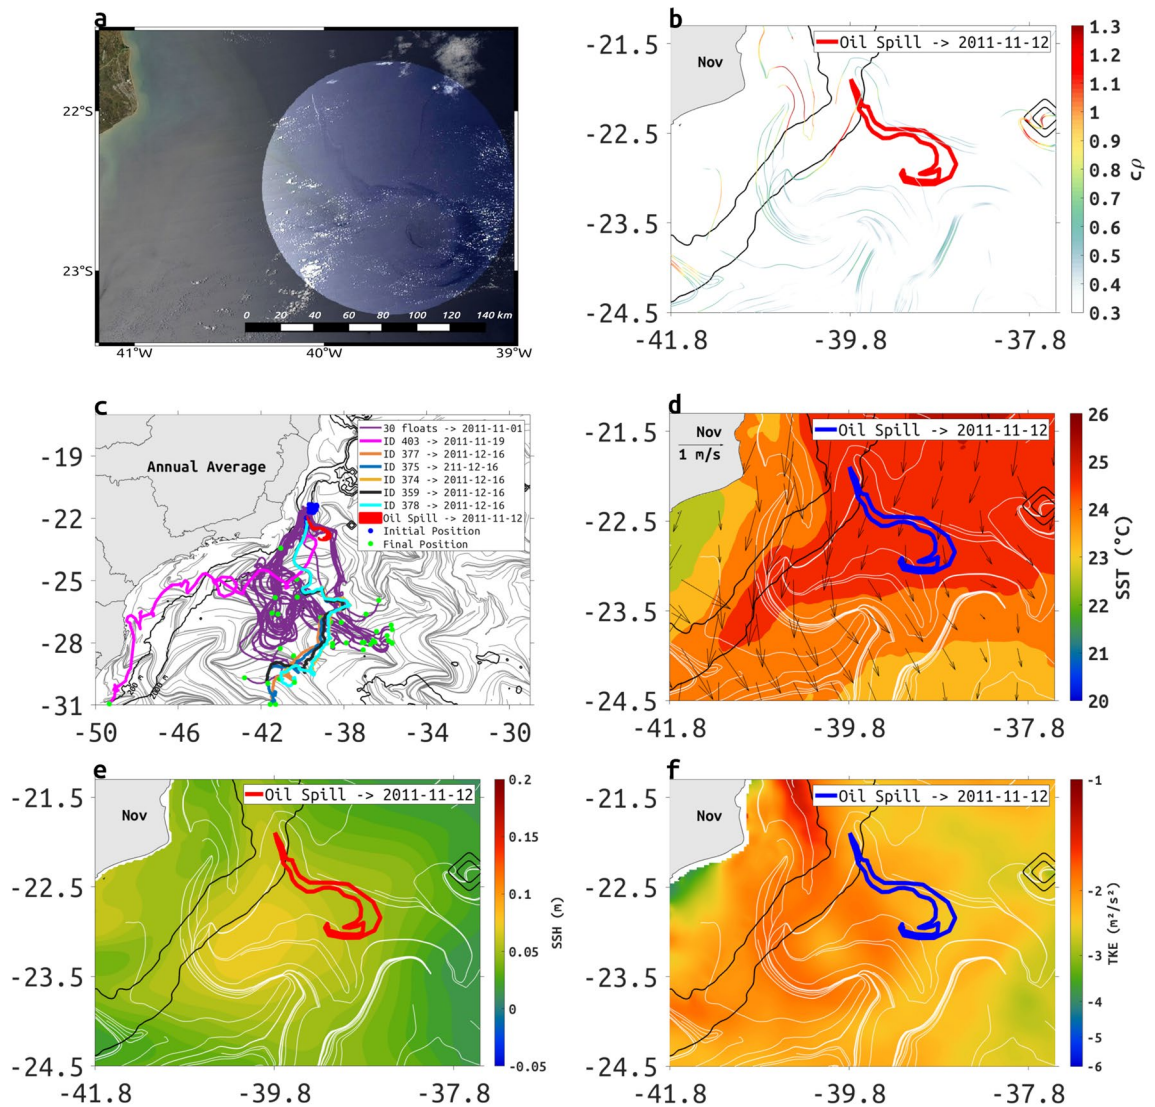 a
22°S
23°S
0 20 40 60 80 100 120 140 km
41°W 40°W 39°W
b
Oil Spill -> 2011-11-12
Nov
-21.5
-22.5
-23.5
-24.5
-41.8 -39.8 -37.8
1.3
1.2
1.1
1
0.9
0.8
0.7
0.6
0.5
0.4
0.3
cρ
c
Annual Average
30 floats -> 2011-11-01
ID 403 -> 2011-11-19
ID 377 -> 2011-12-16
ID 375 -> 211-12-16
ID 374 -> 2011-12-16
ID 359 -> 2011-12-16
ID 378 -> 2011-12-16
Oil Spill -> 2011-11-12
Initial Position
Final Position
-19
-22
-25
-28
-31
-50 -46 -42 -38 -34 -30
d
Oil Spill -> 2011-11-12
Nov
1 m/s
-21.5
-22.5
-23.5
-24.5
-41.8 -39.8 -37.8
26
25
24
23
22
21
20
SST (°C)
e
Oil Spill -> 2011-11-12
Nov
-21.5
-22.5
-23.5
-24.5
-41.8 -39.8 -37.8
0.2
0.15
0.1
0.05
0
-0.05
SSH (m)
f
Oil Spill -> 2011-11-12
Nov
-21.5
-22.5
-23.5
-24.5
-41.8 -39.8 -37.8
-1
-2
-3
-4
-5
-6
TKE (m²/s²)